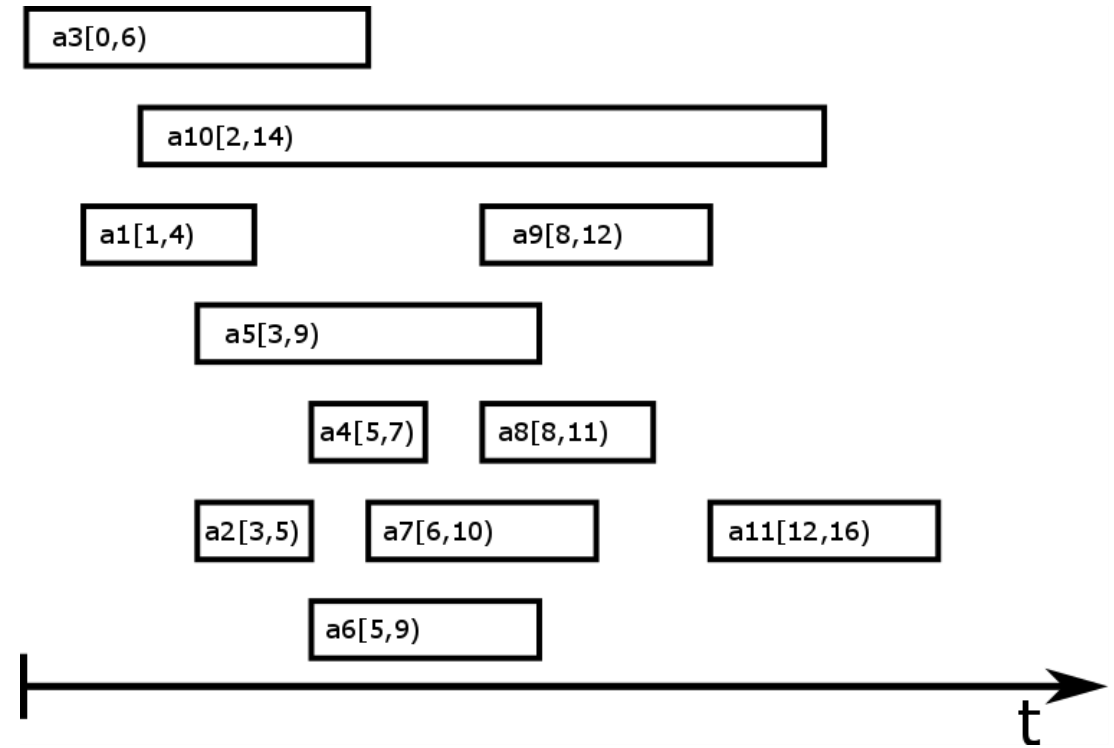 a3[0,6)
a10[2,14)
a1[1,4)
a9[8,12)
a5[3,9)
a4[5,7)
a8[8,11)
a2[3,5)
a7[6,10)
a11[12,16)
a6[5,9)
t